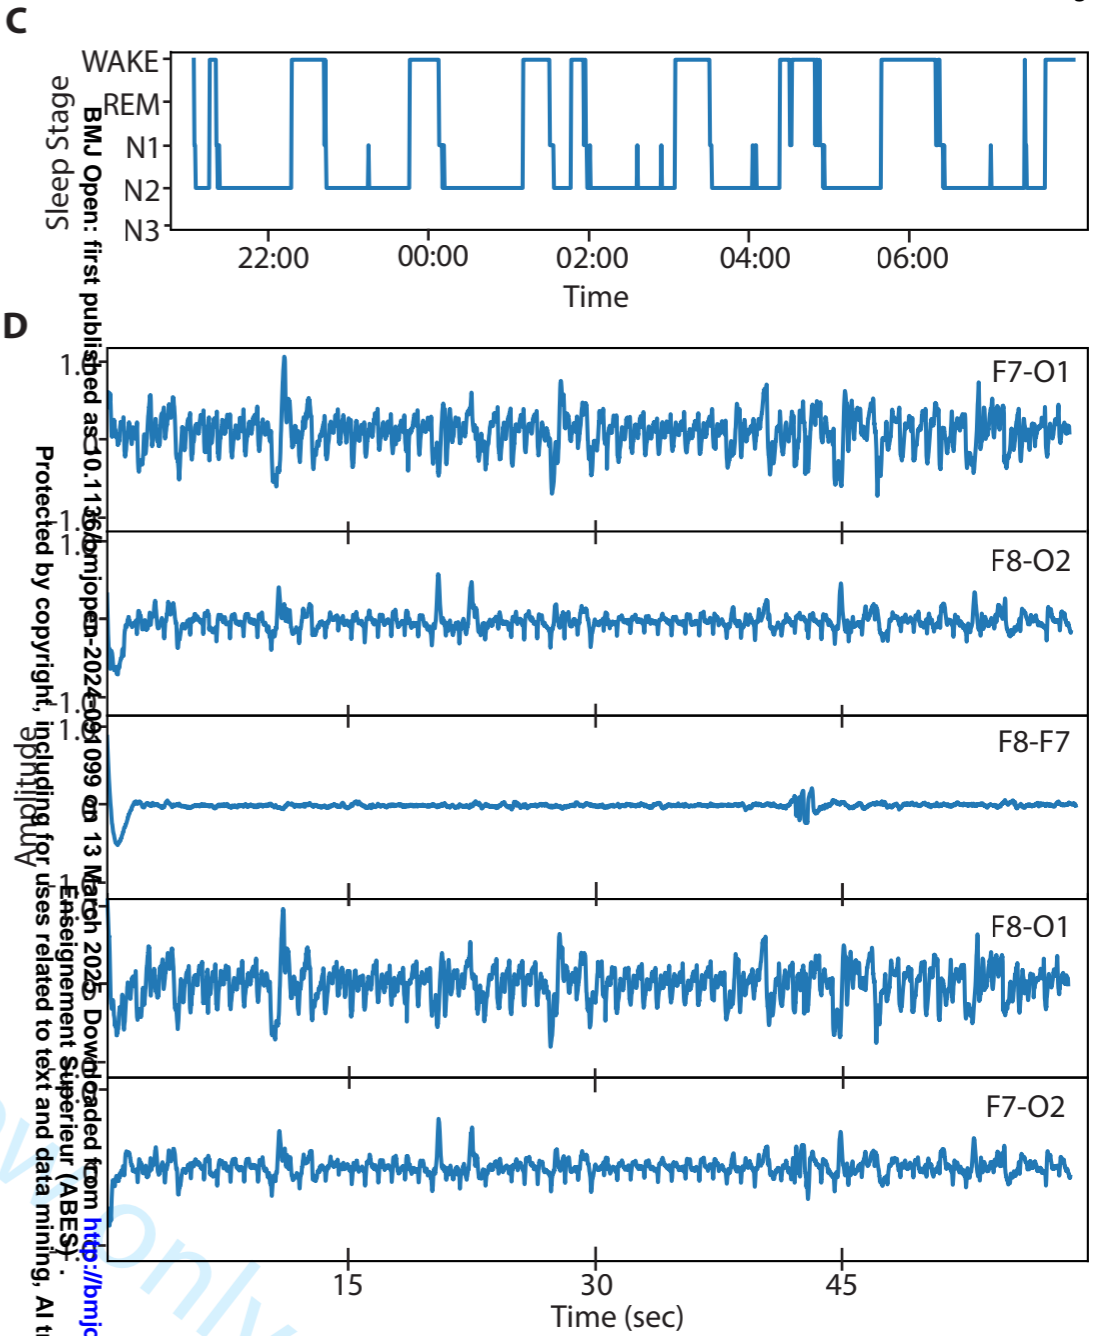 C
WAKE
REM
N1
N2
N3
Sleep Stage
22:00
00:00
02:00
04:00
06:00
Time
D
F7-O1
F8-O2
F8-F7
F8-O1
F7-O2
Amplitude
15
30
45
Time (sec)
BMJ Open: first published as 10.1136/bmjopen-2024-091099 on 13 March 2025. Downloaded from http://bmjo
Enseignement Superieur (ABES) .
Protected by copyright, including for uses related to text and data mining, AI tr
only